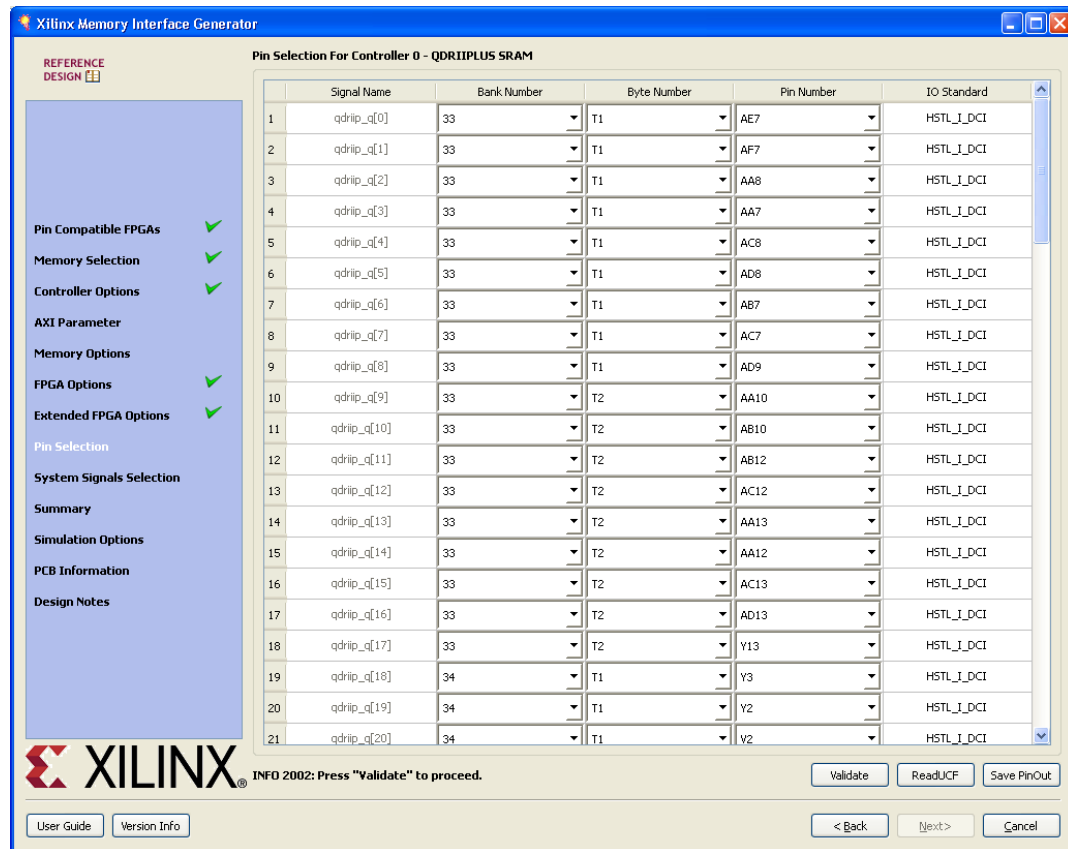 Xilinx Memory Interface Generator
REFERENCE
DESIGN
Pin Compatible FPGAs
Memory Selection
Controller Options
AXI Parameter
Memory Options
FPGA Options
Extended FPGA Options
Pin Selection
System Signals Selection
Summary
Simulation Options
PCB Information
Design Notes
XILINX®
Pin Selection For Controller 0 - QDRIIPLUS SRAM
Signal Name Bank Number Byte Number Pin Number IO Standard
1 qdriip_q[0] 33 T1 AE7 HSTL_I_DCI
2 qdriip_q[1] 33 T1 AF7 HSTL_I_DCI
3 qdriip_q[2] 33 T1 AA8 HSTL_I_DCI
4 qdriip_q[3] 33 T1 AA7 HSTL_I_DCI
5 qdriip_q[4] 33 T1 AC8 HSTL_I_DCI
6 qdriip_q[5] 33 T1 AD8 HSTL_I_DCI
7 qdriip_q[6] 33 T1 AB7 HSTL_I_DCI
8 qdriip_q[7] 33 T1 AC7 HSTL_I_DCI
9 qdriip_q[8] 33 T1 AD9 HSTL_I_DCI
10 qdriip_q[9] 33 T2 AA10 HSTL_I_DCI
11 qdriip_q[10] 33 T2 AB10 HSTL_I_DCI
12 qdriip_q[11] 33 T2 AB12 HSTL_I_DCI
13 qdriip_q[12] 33 T2 AC12 HSTL_I_DCI
14 qdriip_q[13] 33 T2 AA13 HSTL_I_DCI
15 qdriip_q[14] 33 T2 AA12 HSTL_I_DCI
16 qdriip_q[15] 33 T2 AC13 HSTL_I_DCI
17 qdriip_q[16] 33 T2 AD13 HSTL_I_DCI
18 qdriip_q[17] 33 T2 Y13 HSTL_I_DCI
19 qdriip_q[18] 34 T1 Y3 HSTL_I_DCI
20 qdriip_q[19] 34 T1 Y2 HSTL_I_DCI
21 qdriip_q[20] 34 T1 V2 HSTL_I_DCI
INFO 2002: Press "Validate" to proceed.
Validate ReadUCF Save PinOut
User Guide Version Info < Back Next> Cancel